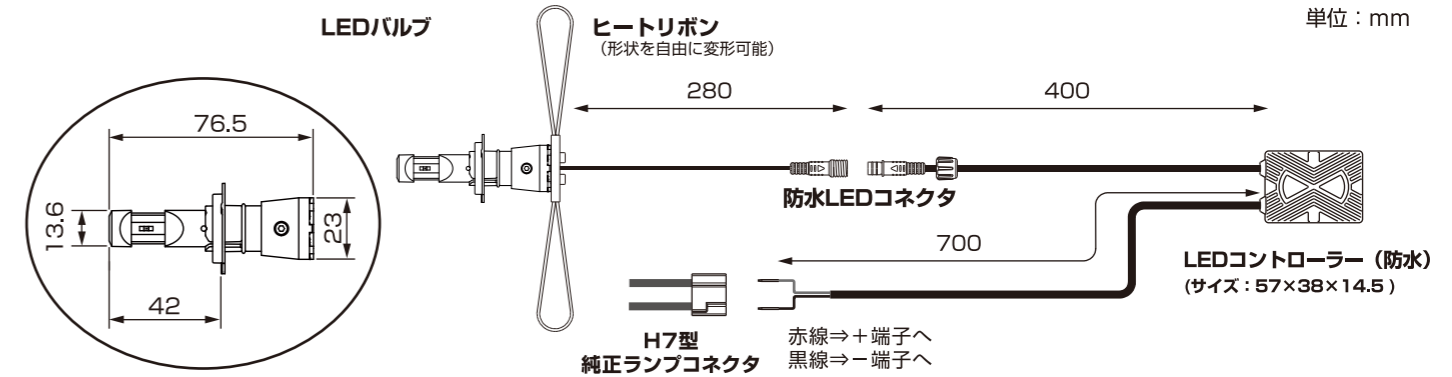 LEDバルブ
ヒートリボン
(形状を自由に変形可能)
単位：mm
280
400
76.5
13.6
23
42
防水LEDコネクタ
700
LEDコントローラー（防水）
(サイズ：57×38×14.5 )
H7型
純正ランプコネクタ
赤線⇒＋端子へ
黒線⇒－端子へ